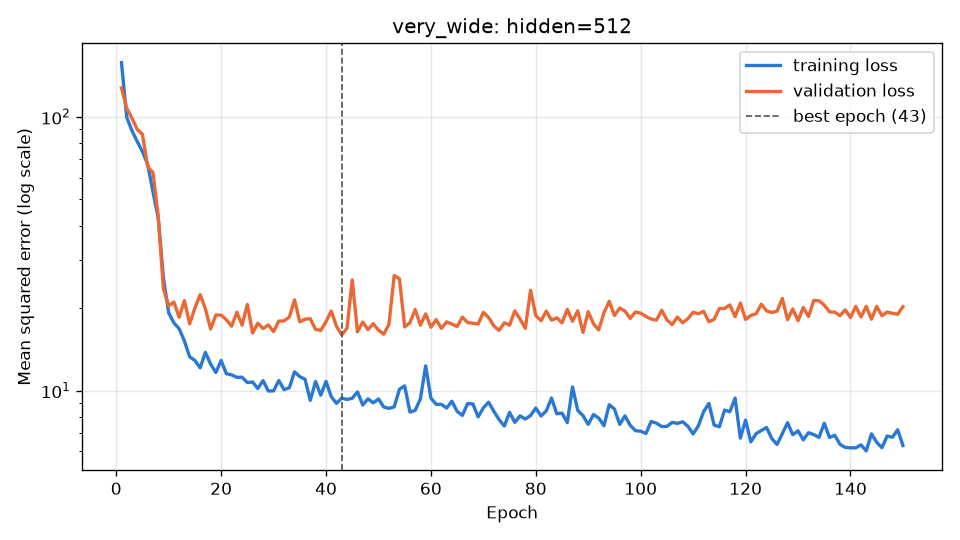 very_wide: hidden=512
training loss
validation loss
best epoch (43)
Mean squared error (log scale)
10²
10¹
0 20 40 60 80 100 120 140
Epoch